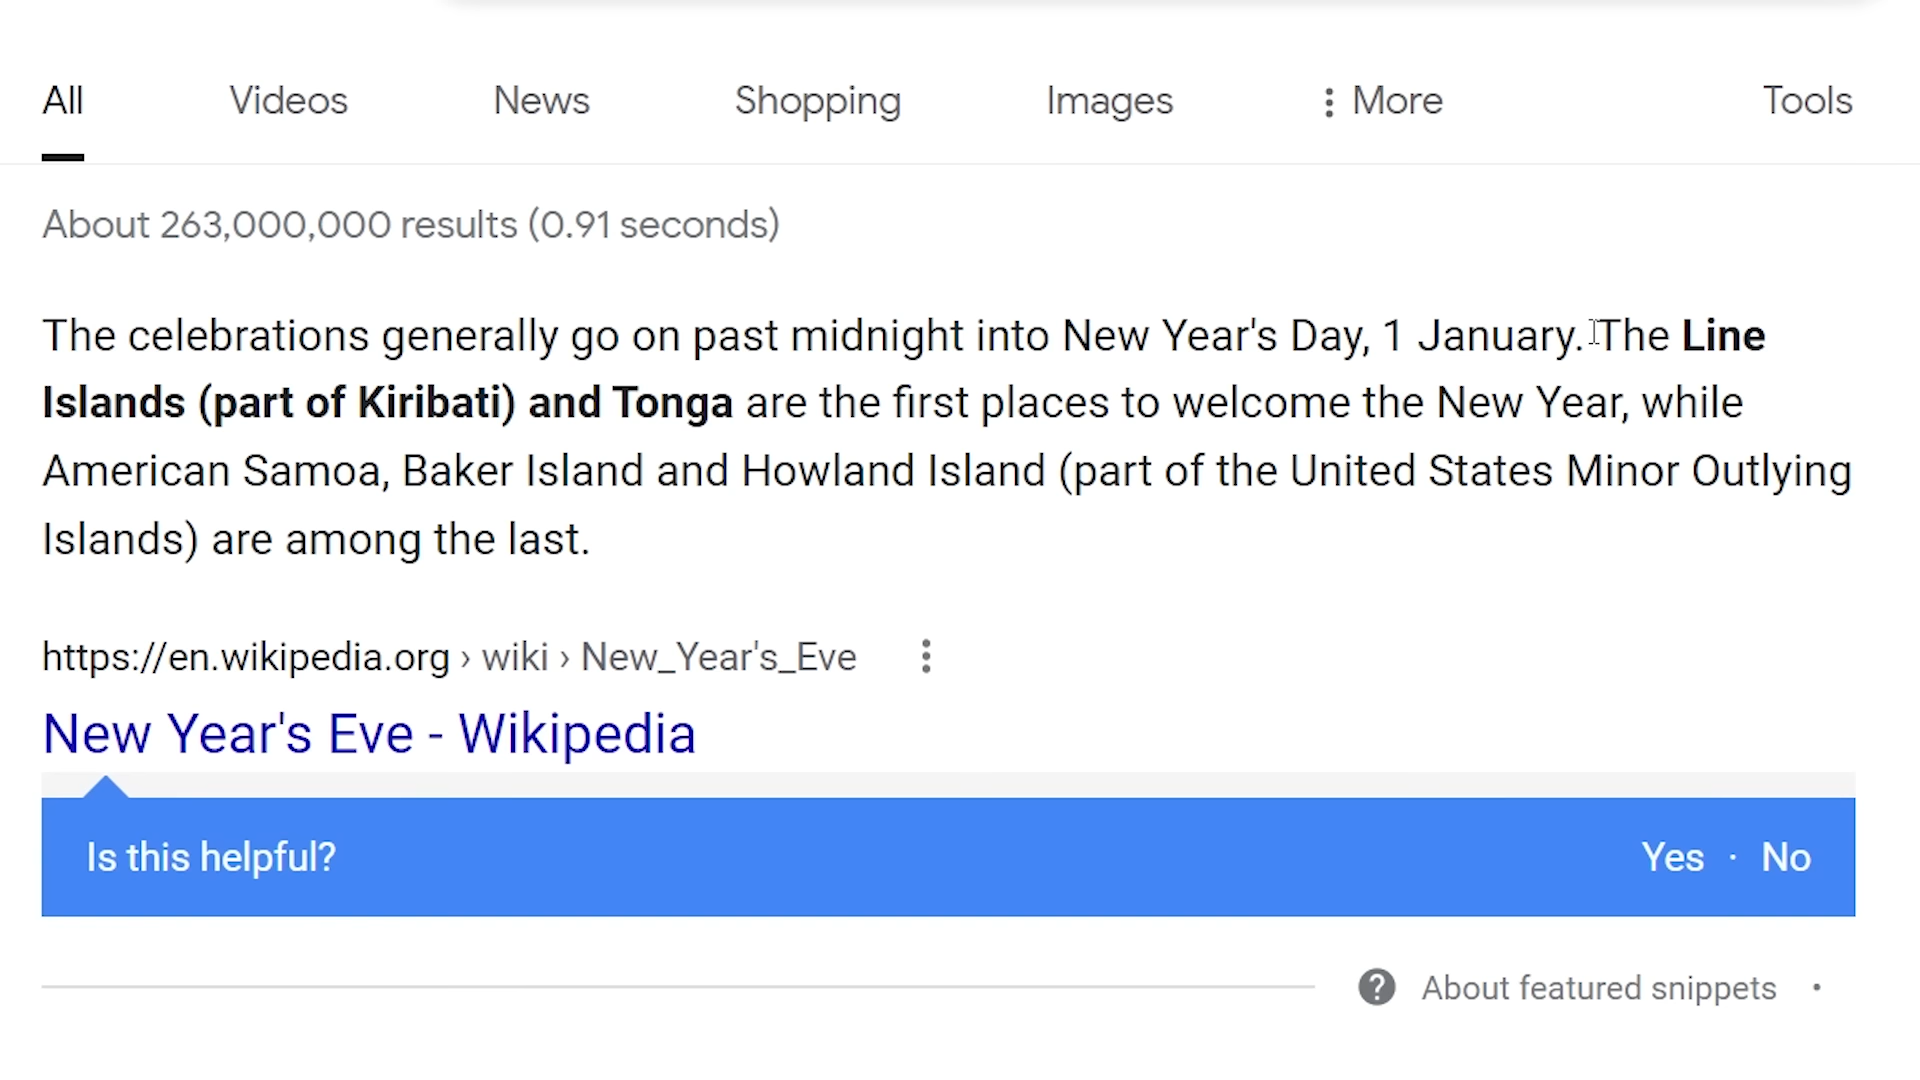 All Videos News Shopping Images More Tools
About 263,000,000 results (0.91 seconds)
The celebrations generally go on past midnight into New Year's Day, 1 January. The Line
Islands (part of Kiribati) and Tonga are the first places to welcome the New Year, while
American Samoa, Baker Island and Howland Island (part of the United States Minor Outlying
Islands) are among the last.
https://en.wikipedia.org › wiki › New_Year's_Eve
New Year's Eve - Wikipedia
Is this helpful? Yes · No
About featured snippets •